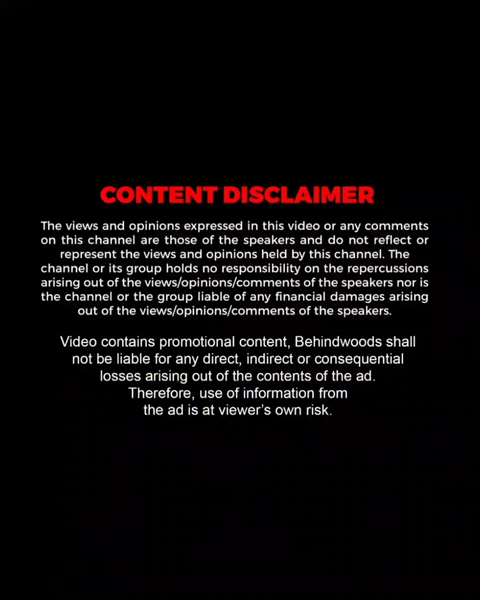 CONTENT DISCLAIMER
The views and opinions expressed in this video or any comments
on this channel are those of the speakers and do not reflect or
represent the views and opinions held by this channel. The
channel or its group holds no responsibility on the repercussions
arising out of the views/opinions/comments of the speakers nor is
the channel or the group liable of any financial damages arising
out of the views/opinions/comments of the speakers.
Video contains promotional content, Behindwoods shall
not be liable for any direct, indirect or consequential
losses arising out of the contents of the ad.
Therefore, use of information from
the ad is at viewer's own risk.